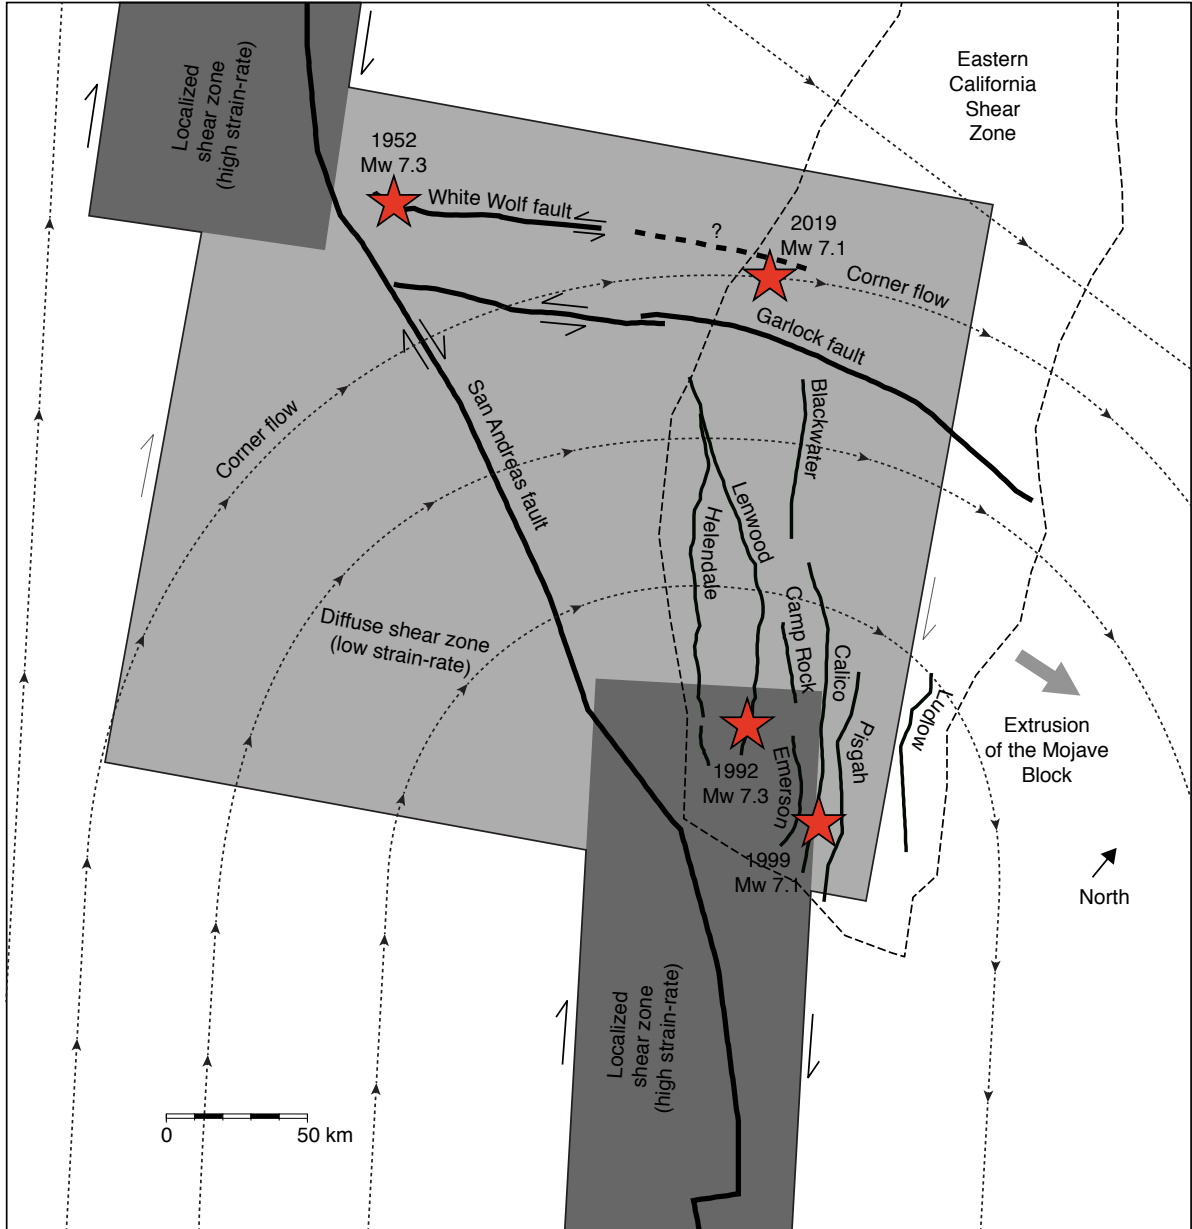 Localized
shear zone
(high strain-rate)
Eastern
California
Shear
Zone
1952
Mw 7.3
White Wolf fault
?
2019
Mw 7.1
Corner flow
Garlock fault
Corner flow
San Andreas fault
Blackwater
Lenwood
Helendale
Camp Rock
Calico
Pisgah
Ludlow
Diffuse shear zone
(low strain-rate)
Emerson
1992
Mw 7.3
1999
Mw 7.1
Extrusion
of the Mojave
Block
North
Localized
shear zone
(high strain-rate)
0 50 km